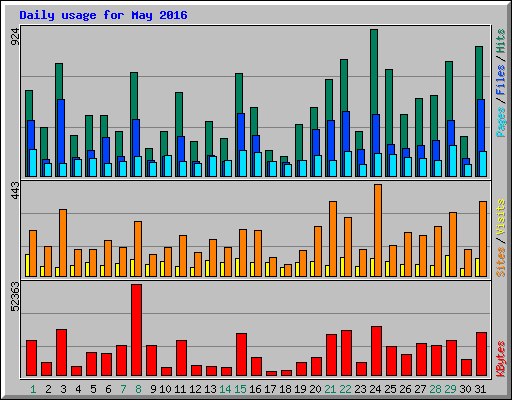 Daily usage for May 2016
924
Pages / Files / Hits
443
Sites / Visits
52363
KBytes
1 2 3 4 5 6 7 8 9 10 11 12 13 14 15 16 17 18 19 20 21 22 23 24 25 26 27 28 29 30 31